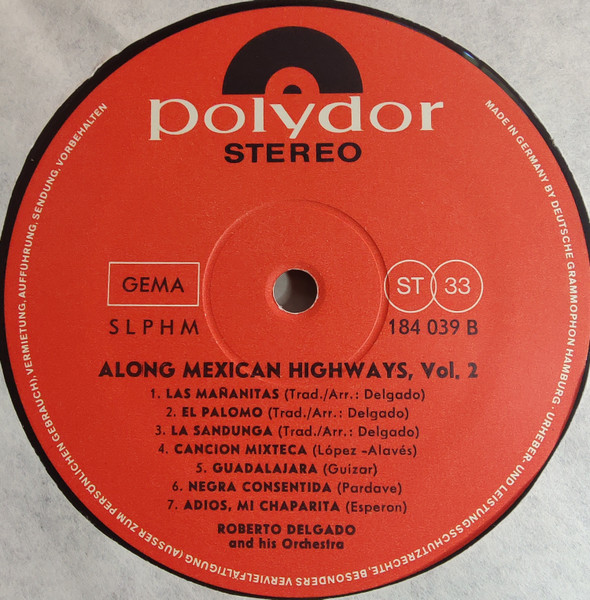 polydor
STEREO
GEMA
ST 33
SLPHM
184 039 B
ALONG MEXICAN HIGHWAYS, Vol. 2
1. LAS MAÑANITAS (Trad./Arr.: Delgado)
2. EL PALOMO (Trad./Arr.: Delgado)
3. LA SANDUNGA (Trad./Arr.: Delgado)
4. CANCION MIXTECA (López -Alavés)
5. GUADALAJARA (Guizar)
6. NEGRA CONSENTIDA (Pardave)
7. ADIOS, MI CHAPARITA (Esperon)
ROBERTO DELGADO
and his Orchestra
MADE IN GERMANY BY DEUTSCHE GRAMMOPHON HAMBURG · URHEBER- UND LEISTUNGSSCHUTZRECHTE, BESONDERS VERVIELFÄLTIGUNG (AUSSER ZUM PERSÖNLICHEN GEBRAUCH), VERMIETUNG, AUFFÜHRUNG, SENDUNG, VORBEHALTEN